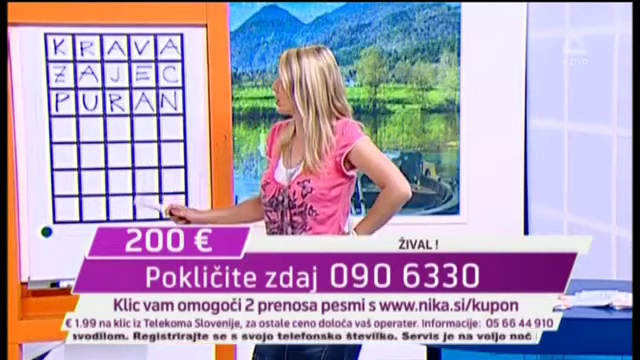 KRAVA
ZAJEC
PURAN
V ŽIVO
200 €
ŽIVAL !
Pokličite zdaj 090 6330
Klic vam omogoči 2 prenosa pesmi s www.nika.si/kupon
€ 1.99 na klic iz Telekoma Slovenije, za ostale ceno določa vaš operater. Informacije: 05 66 44 910
svodilom. Registrirajte se s svojo telefonsko številko. Servis je na voljo noč